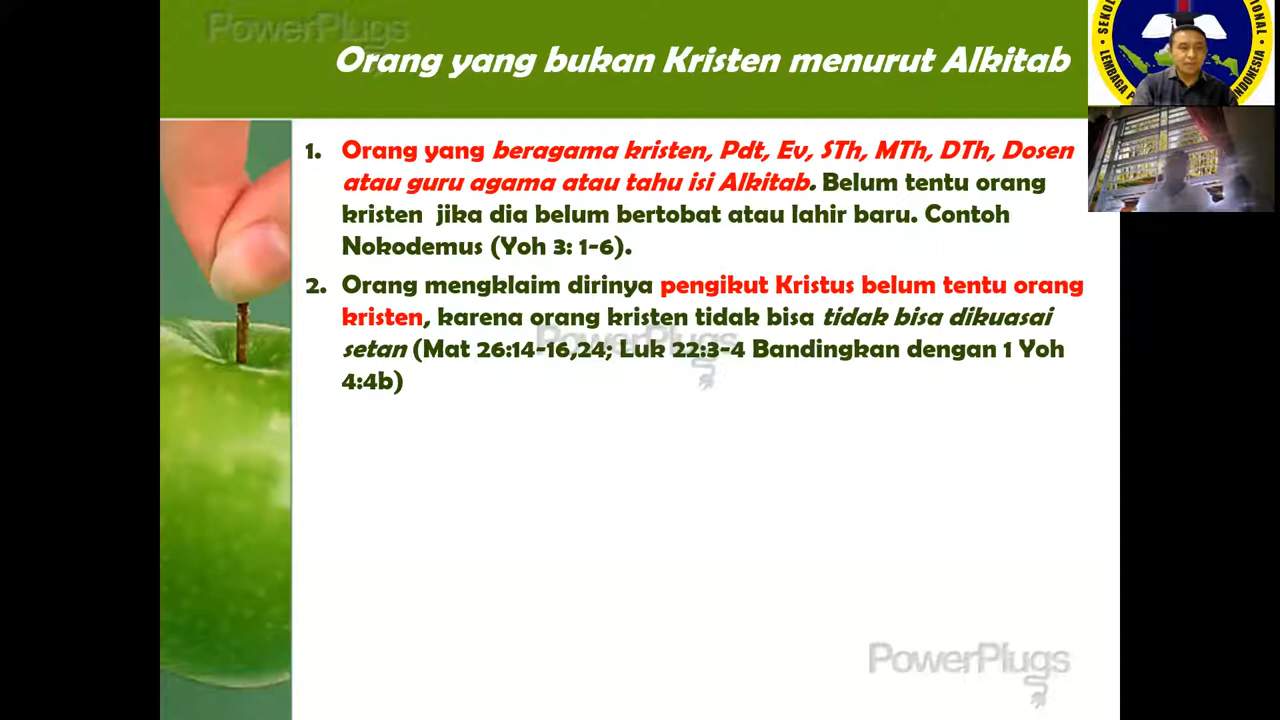 PowerPlugs
Orang yang bukan Kristen menurut Alkitab
1. Orang yang beragama kristen, Pdt, Ev, STh, MTh, DTh, Dosen
atau guru agama atau tahu isi Alkitab. Belum tentu orang
kristen jika dia belum bertobat atau lahir baru. Contoh
Nokodemus (Yoh 3: 1-6).
2. Orang mengklaim dirinya pengikut Kristus belum tentu orang
kristen, karena orang kristen tidak bisa tidak bisa dikuasai
setan (Mat 26:14-16,24; Luk 22:3-4 Bandingkan dengan 1 Yoh
4:4b)
PowerPlugs
PowerPlugs
INDONESIA